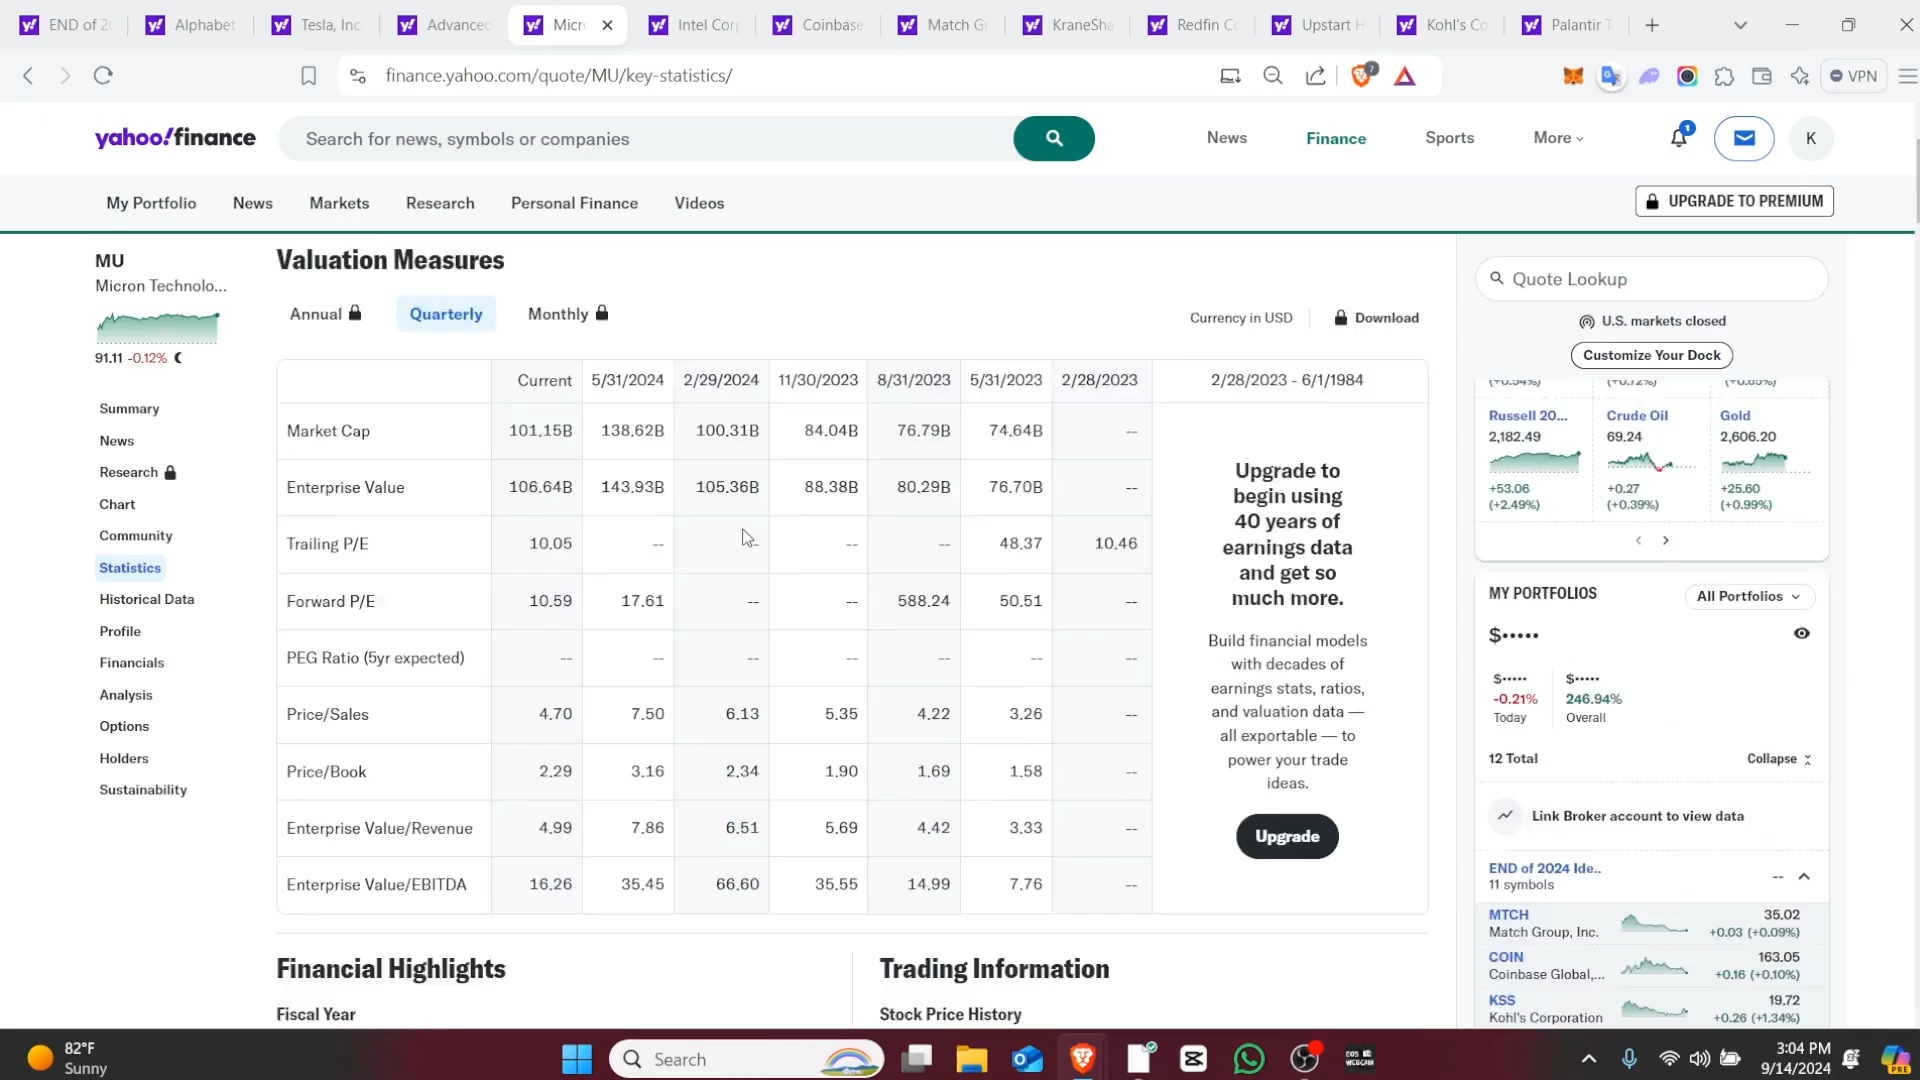 END of 20
Alphabet
Tesla, Inc.
Advanced
Micr
Intel Corp
Coinbase
Match G
KraneSha
Redfin Co
Upstart H
Kohl's Co
Palantir T
finance.yahoo.com/quote/MU/key-statistics/
7
VPN
yahoo!finance
Search for news, symbols or companies
News
Finance
Sports
More
1
K
My Portfolio
News
Markets
Research
Personal Finance
Videos
UPGRADE TO PREMIUM
MU
Micron Technolo...
91.11 -0.12%
Summary
News
Research
Chart
Community
Statistics
Historical Data
Profile
Financials
Analysis
Options
Holders
Sustainability
Valuation Measures
Annual
Quarterly
Monthly
Currency in USD
Download
Current 5/31/2024 2/29/2024 11/30/2023 8/31/2023 5/31/2023 2/28/2023 2/28/2023 - 6/1/1984
Market Cap 101.15B 138.62B 100.31B 84.04B 76.79B 74.64B --
Enterprise Value 106.64B 143.93B 105.36B 88.38B 80.29B 76.70B --
Trailing P/E 10.05 -- -- -- -- 48.37 10.46
Forward P/E 10.59 17.61 -- -- 588.24 50.51 --
PEG Ratio (5yr expected) -- -- -- -- -- -- --
Price/Sales 4.70 7.50 6.13 5.35 4.22 3.26 --
Price/Book 2.29 3.16 2.34 1.90 1.69 1.58 --
Enterprise Value/Revenue 4.99 7.86 6.51 5.69 4.42 3.33 --
Enterprise Value/EBITDA 16.26 35.45 66.60 35.55 14.99 7.76 --
Upgrade to
begin using
40 years of
earnings data
and get so
much more.
Build financial models
with decades of
earnings stats, ratios,
and valuation data —
all exportable — to
power your trade
ideas.
Upgrade
Financial Highlights
Fiscal Year
Trading Information
Stock Price History
Quote Lookup
U.S. markets closed
Customize Your Dock
(+0.54%) (+0.72%) (+0.65%)
Russell 20... Crude Oil Gold
2,182.49 69.24 2,606.20
+53.06 +0.27 +25.60
(+2.49%) (+0.39%) (+0.99%)
MY PORTFOLIOS
All Portfolios
$•••••
$••••• $•••••
-0.21% 246.94%
Today Overall
12 Total
Collapse
Link Broker account to view data
END of 2024 Ide.. --
11 symbols
MTCH 35.02
Match Group, Inc. +0.03 (+0.09%)
COIN 163.05
Coinbase Global,... +0.16 (+0.10%)
KSS 19.72
Kohl's Corporation +0.26 (+1.34%)
82°F
Sunny
Search
3:04 PM
9/14/2024
PRE